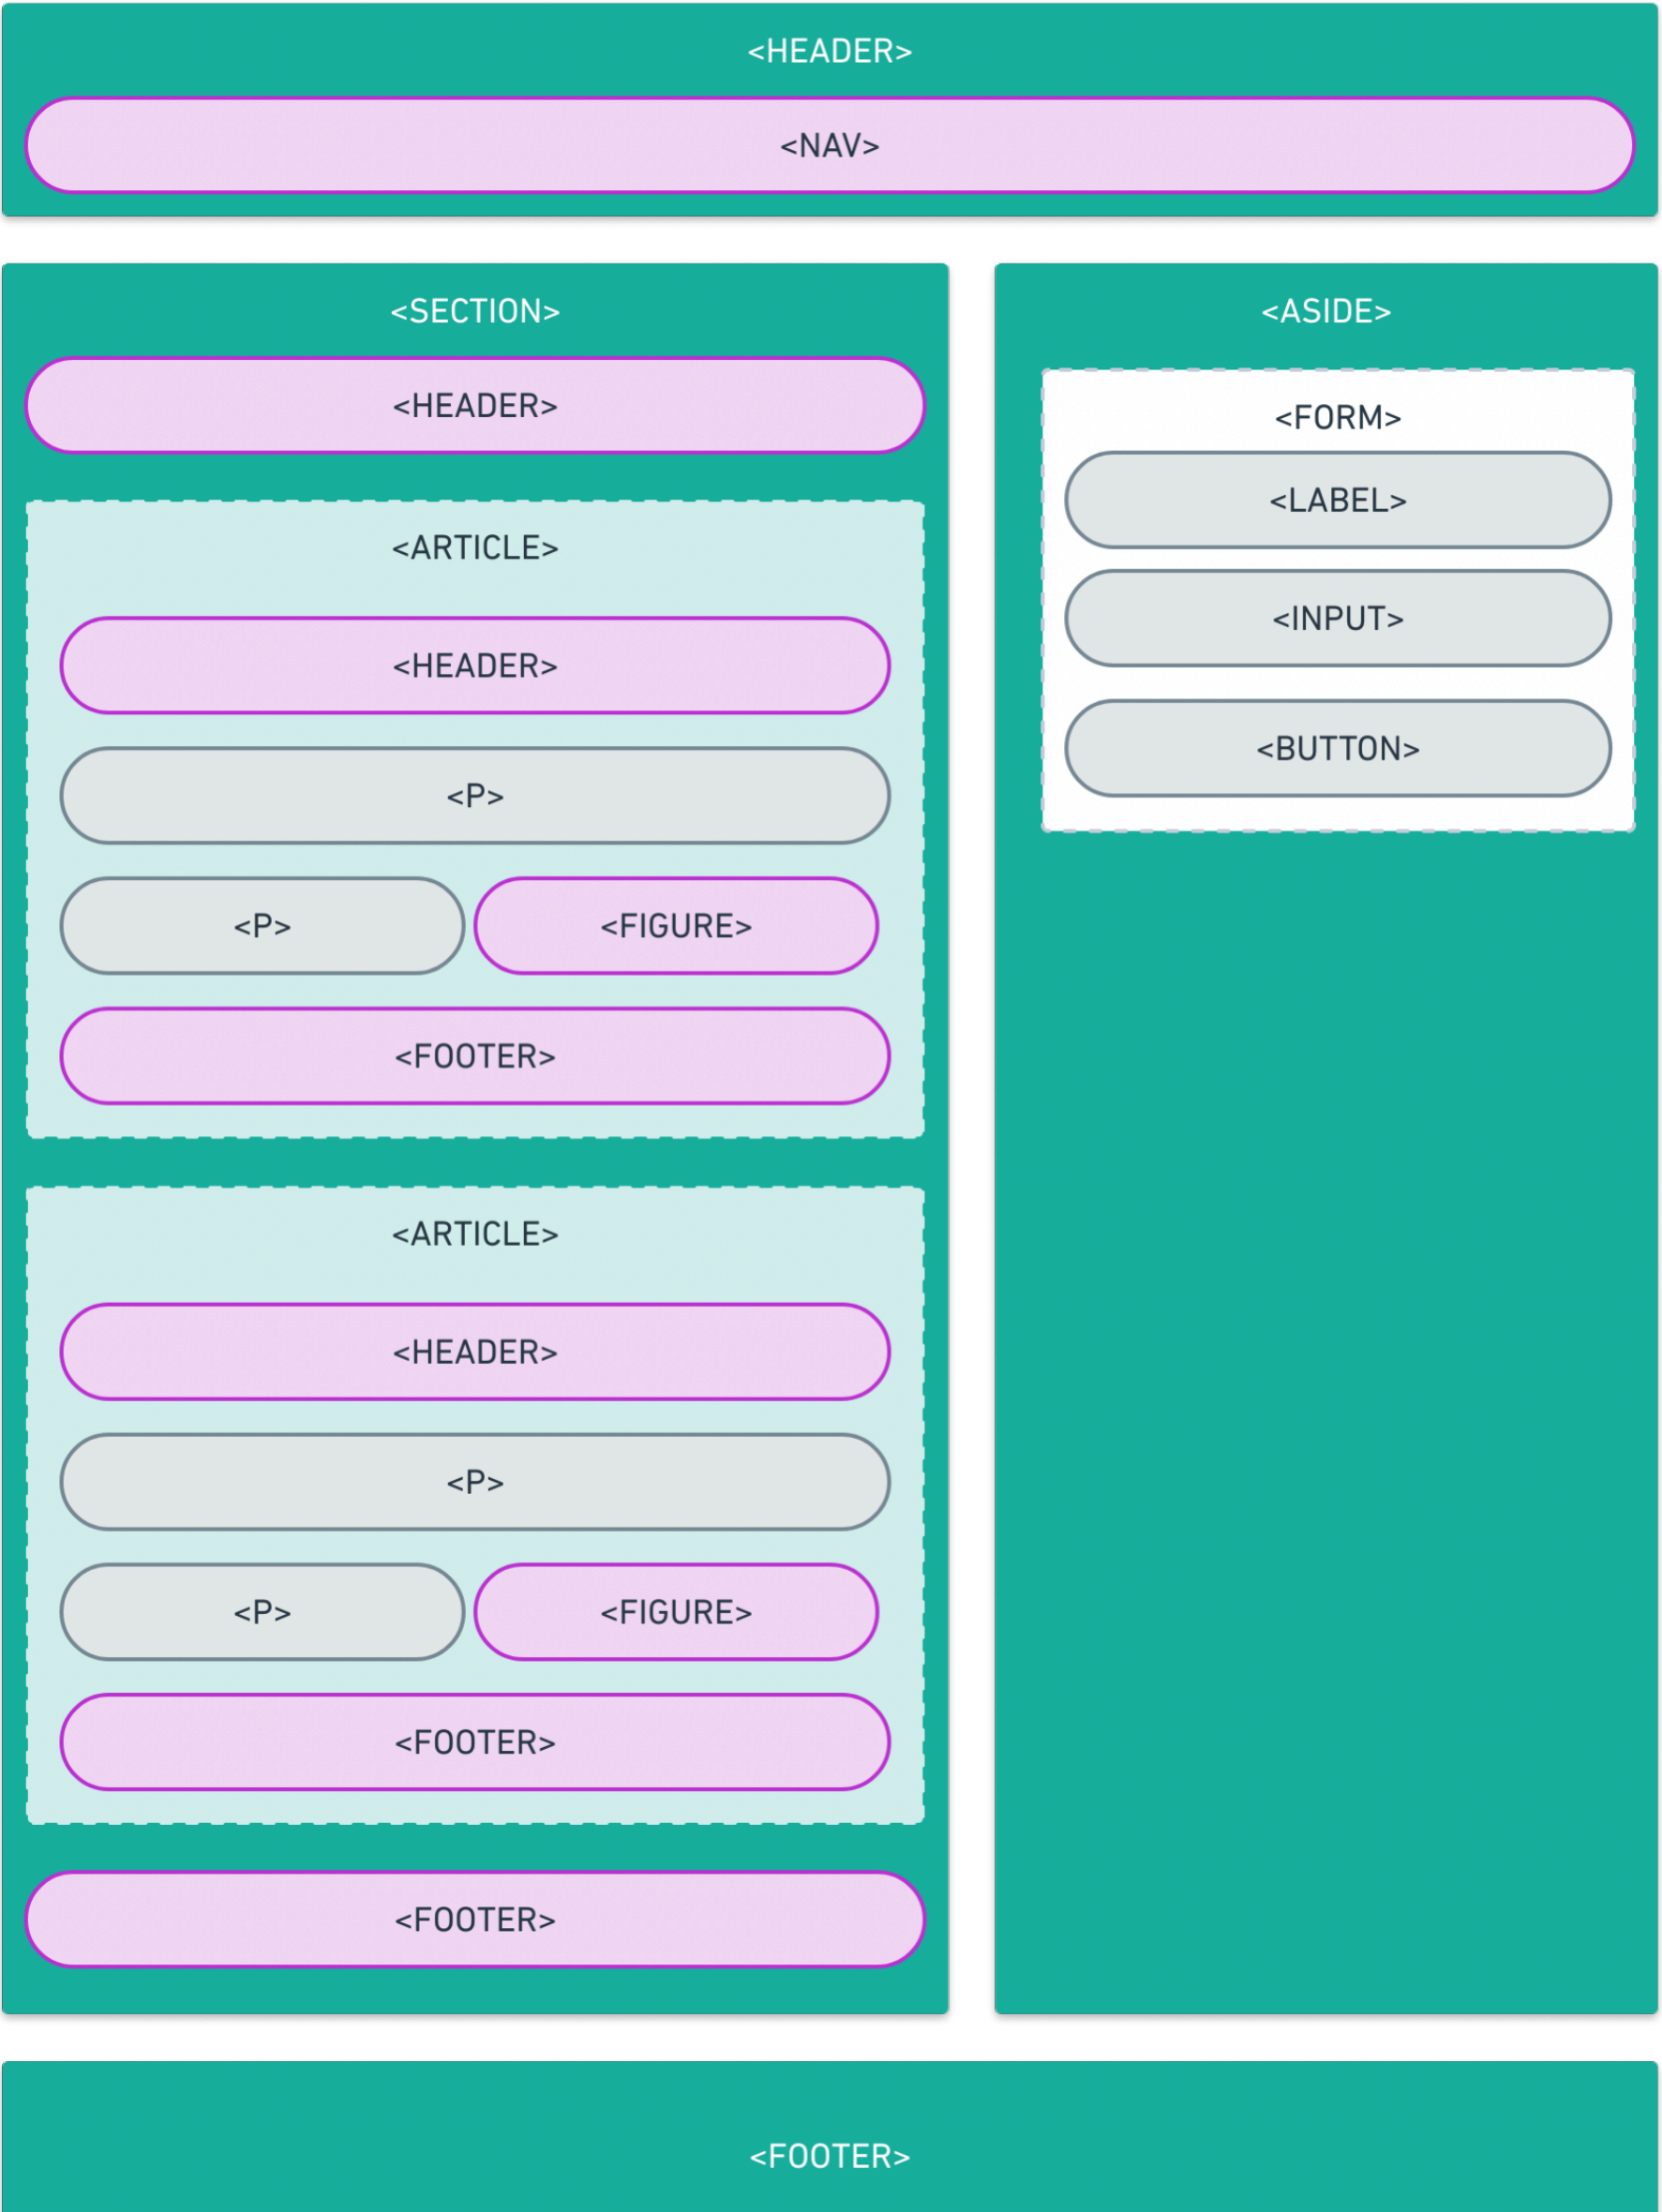 <HEADER>
<NAV>
<SECTION>
<HEADER>
<ARTICLE>
<HEADER>
<P>
<P>
<FIGURE>
<FOOTER>
<ARTICLE>
<HEADER>
<P>
<P>
<FIGURE>
<FOOTER>
<FOOTER>
<ASIDE>
<FORM>
<LABEL>
<INPUT>
<BUTTON>
<FOOTER>